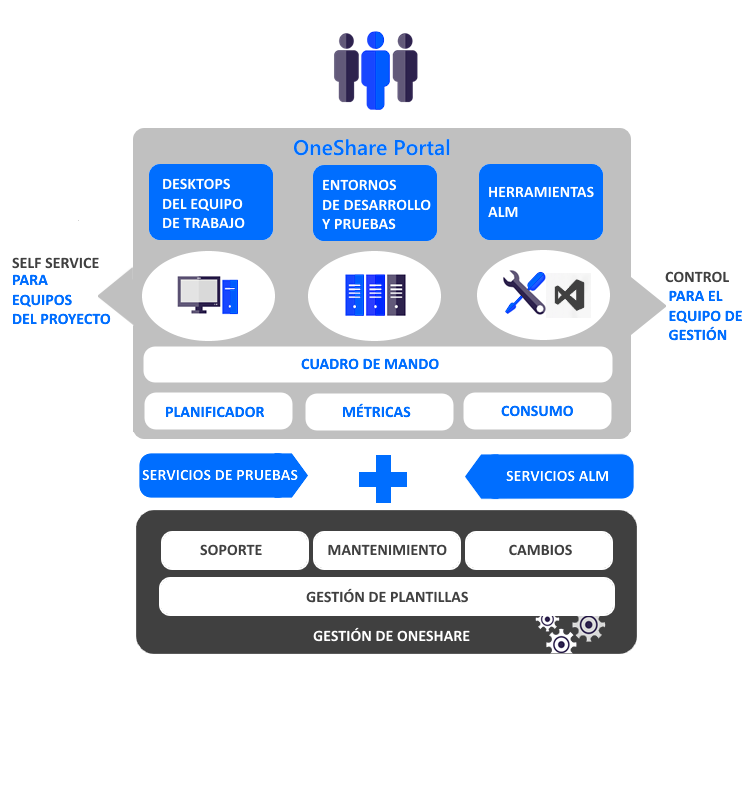 OneShare Portal
DESKTOPS
DEL EQUIPO
DE TRABAJO
ENTORNOS
DE DESARROLLO
Y PRUEBAS
HERRAMIENTAS
ALM
SELF SERVICE
PARA
EQUIPOS
DEL PROYECTO
CONTROL
PARA EL
EQUIPO DE
GESTIÓN
CUADRO DE MANDO
PLANIFICADOR
MÉTRICAS
CONSUMO
SERVICIOS DE PRUEBAS
SERVICIOS ALM
SOPORTE
MANTENIMIENTO
CAMBIOS
GESTIÓN DE PLANTILLAS
GESTIÓN DE ONESHARE